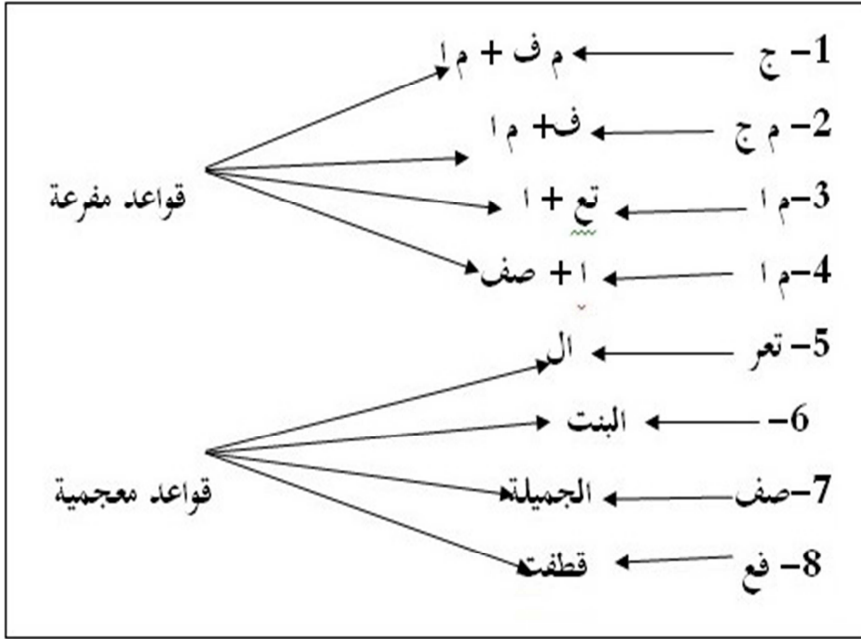 1- ج ← م ف + م ا
2- م ج ← ف + م ا
3- م ا ← تع + ا
قواعد مفرعة
4- م ا ← ا + صف
5- تعر ← ال
6- ← البنت
7- صف ← الجميلة
قواعد معجمية
8- فع ← قطفت